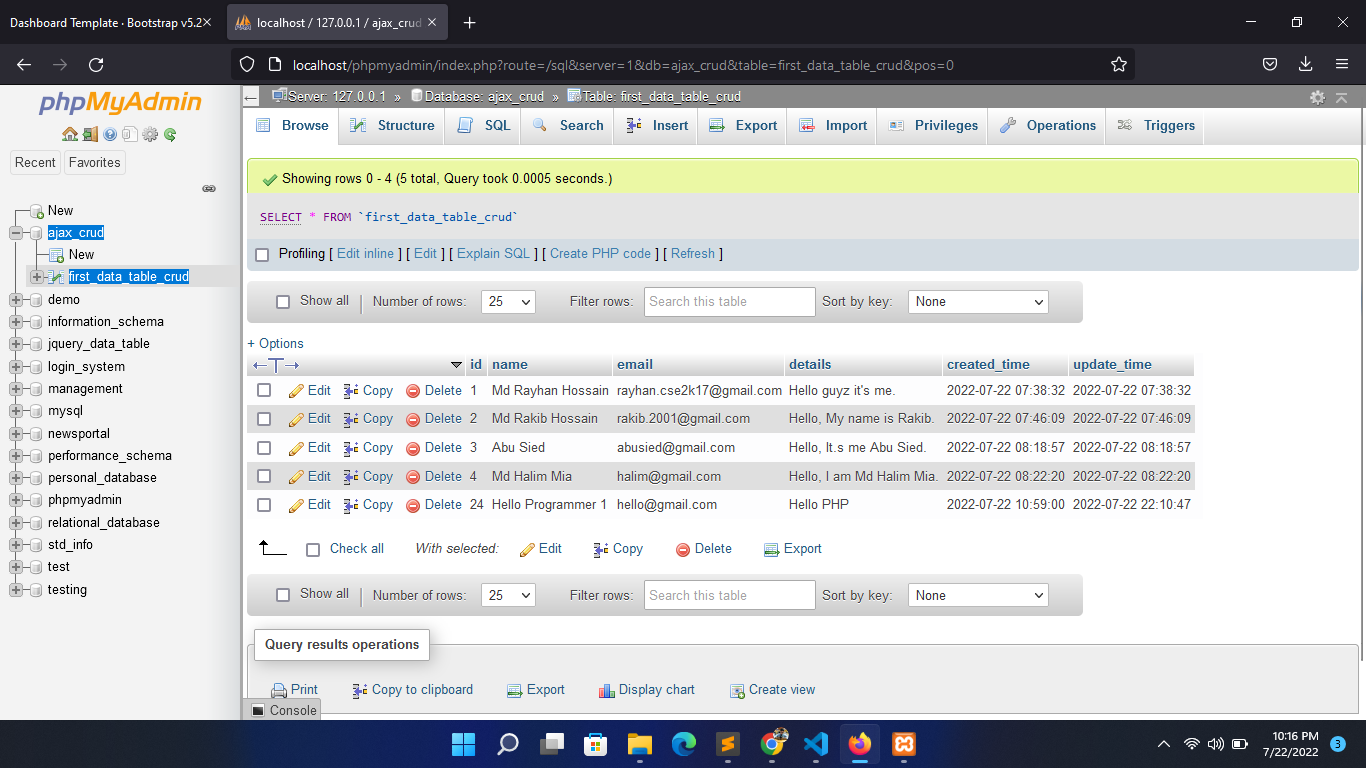 Dashboard Template · Bootstrap v5.2
localhost / 127.0.0.1 / ajax_crud
localhost/phpmyadmin/index.php?route=/sql&server=1&db=ajax_crud&table=first_data_table_crud&pos=0
phpMyAdmin
Recent Favorites
New
ajax_crud
New
first_data_table_crud
demo
information_schema
jquery_data_table
login_system
management
mysql
newsportal
performance_schema
personal_database
phpmyadmin
relational_database
std_info
test
testing
Server: 127.0.0.1 » Database: ajax_crud » Table: first_data_table_crud
Browse Structure SQL Search Insert Export Import Privileges Operations Triggers
Showing rows 0 - 4 (5 total, Query took 0.0005 seconds.)
SELECT * FROM `first_data_table_crud`
Profiling [ Edit inline ] [ Edit ] [ Explain SQL ] [ Create PHP code ] [ Refresh ]
Show all Number of rows: 25 Filter rows: Search this table Sort by key: None
+ Options
←T→ id name email details created_time update_time
Edit Copy Delete 1 Md Rayhan Hossain rayhan.cse2k17@gmail.com Hello guyz it's me. 2022-07-22 07:38:32 2022-07-22 07:38:32
Edit Copy Delete 2 Md Rakib Hossain rakib.2001@gmail.com Hello, My name is Rakib. 2022-07-22 07:46:09 2022-07-22 07:46:09
Edit Copy Delete 3 Abu Sied abusied@gmail.com Hello, It.s me Abu Sied. 2022-07-22 08:18:57 2022-07-22 08:18:57
Edit Copy Delete 4 Md Halim Mia halim@gmail.com Hello, I am Md Halim Mia. 2022-07-22 08:22:20 2022-07-22 08:22:20
Edit Copy Delete 24 Hello Programmer 1 hello@gmail.com Hello PHP 2022-07-22 10:59:00 2022-07-22 22:10:47
Check all With selected: Edit Copy Delete Export
Show all Number of rows: 25 Filter rows: Search this table Sort by key: None
Query results operations
Print Copy to clipboard Export Display chart Create view
Console
10:16 PM
7/22/2022
3